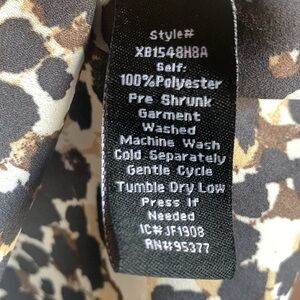 Style#
XB1548H8A
Self:
100%Polyester
Pre Shrunk
Garment
Washed
Machine Wash
Cold Separately
Gentle Cycle
Tumble Dry Low
Press If
Needed
IC#JF1908
RN#95377